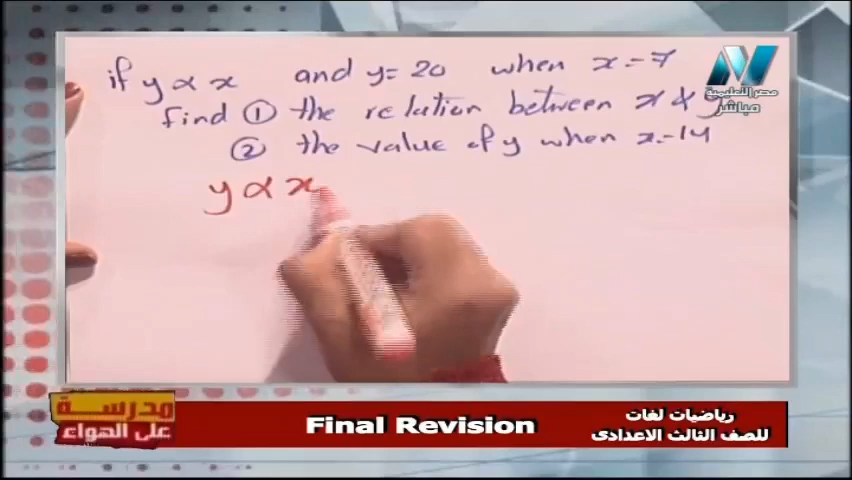 if y α x and y= 20 when x=7
find ① the relation between x & y
② the value of y when x=14
y α x
مصر التعليمية
مباشر
مدرسة
على الهواء
Final Revision
رياضيات لغات
للصف الثالث الاعدادى